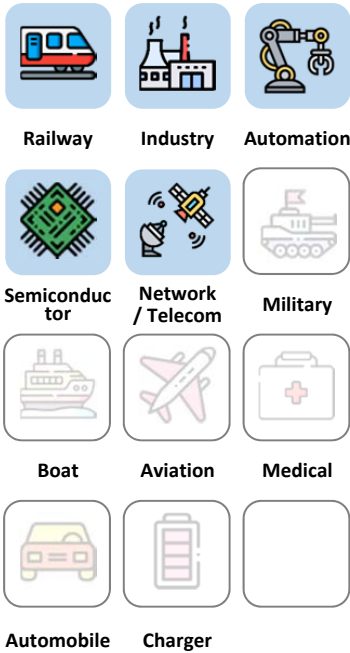 Railway
Industry
Automation
Semiconduc
tor
Network
/ Telecom
Military
Boat
Aviation
Medical
Automobile
Charger